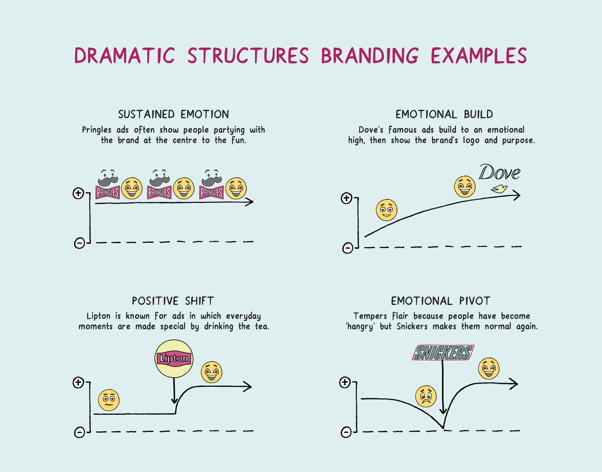 DRAMATIC STRUCTURES BRANDING EXAMPLES
SUSTAINED EMOTION
Pringles ads often show people partying with
the brand at the centre to the fun.
PRINGLES PRINGLES PRINGLES
+
-
EMOTIONAL BUILD
Dove's famous ads build to an emotional
high, then show the brand's logo and purpose.
Dove
+
-
POSITIVE SHIFT
Lipton is known for ads in which everyday
moments are made special by drinking the tea.
Lipton
+
-
EMOTIONAL PIVOT
Tempers flair because people have become
'hangry' but Snickers makes them normal again.
SNICKERS
+
-